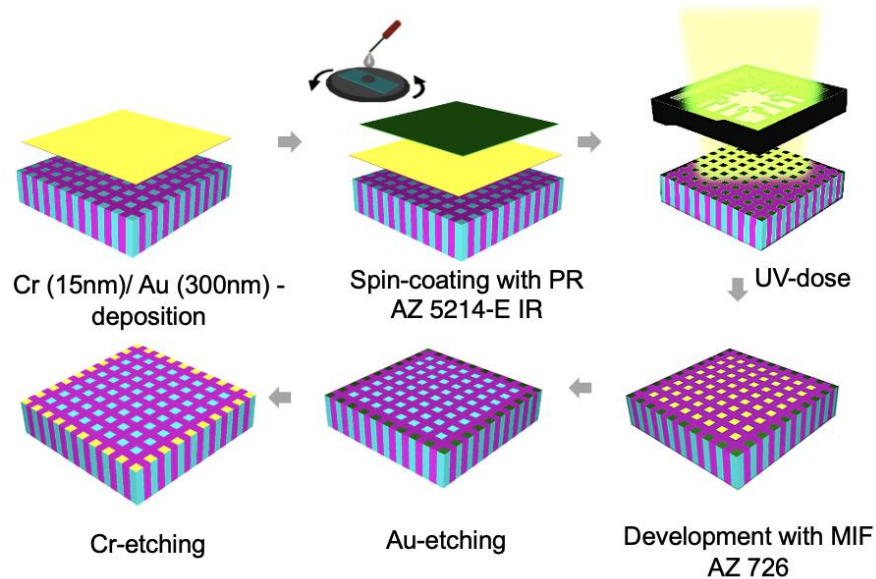 Cr (15nm)/ Au (300nm) -
deposition
Spin-coating with PR
AZ 5214-E IR
UV-dose
Cr-etching
Au-etching
Development with MIF
AZ 726